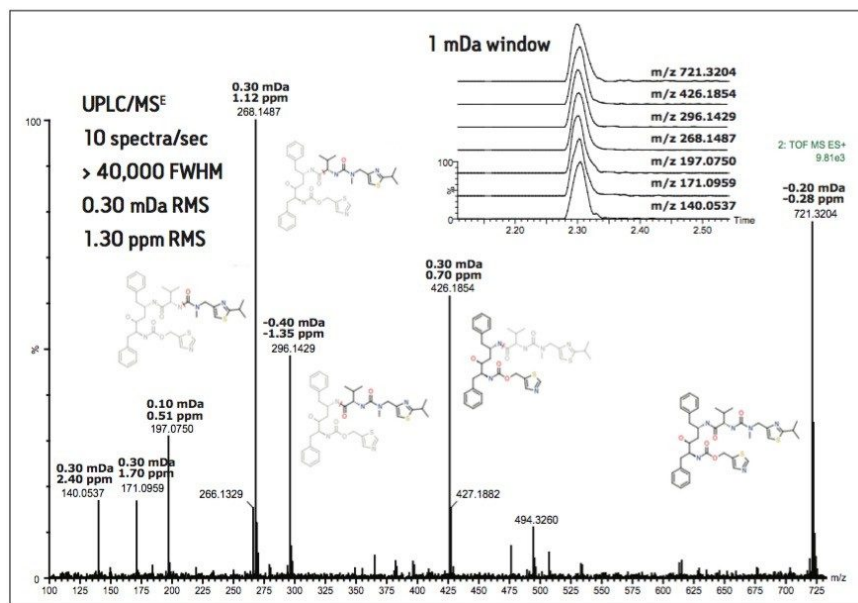 UPLC/MSE
10 spectra/sec
> 40,000 FWHM
0.30 mDa RMS
1.30 ppm RMS
0.30 mDa
1.12 ppm
268.1487
1 mDa window
m/z 721.3204
m/z 426.1854
m/z 296.1429
m/z 268.1487
m/z 197.0750
m/z 171.0959
m/z 140.0537
100
%
0
2.20
2.30
2.40
2.50
Time
2: TOF MS ES+
9.81e3
-0.20 mDa
-0.28 ppm
721.3204
0.30 mDa
0.70 ppm
426.1854
-0.40 mDa
-1.35 ppm
296.1429
0.10 mDa
0.51 ppm
197.0750
0.30 mDa
2.40 ppm
140.0537
0.30 mDa
1.70 ppm
171.0959
266.1329
427.1882
494.3260
100
%
0
100 125 150 175 200 225 250 275 300 325 350 375 400 425 450 475 500 525 550 575 600 625 650 675 700 725 m/z